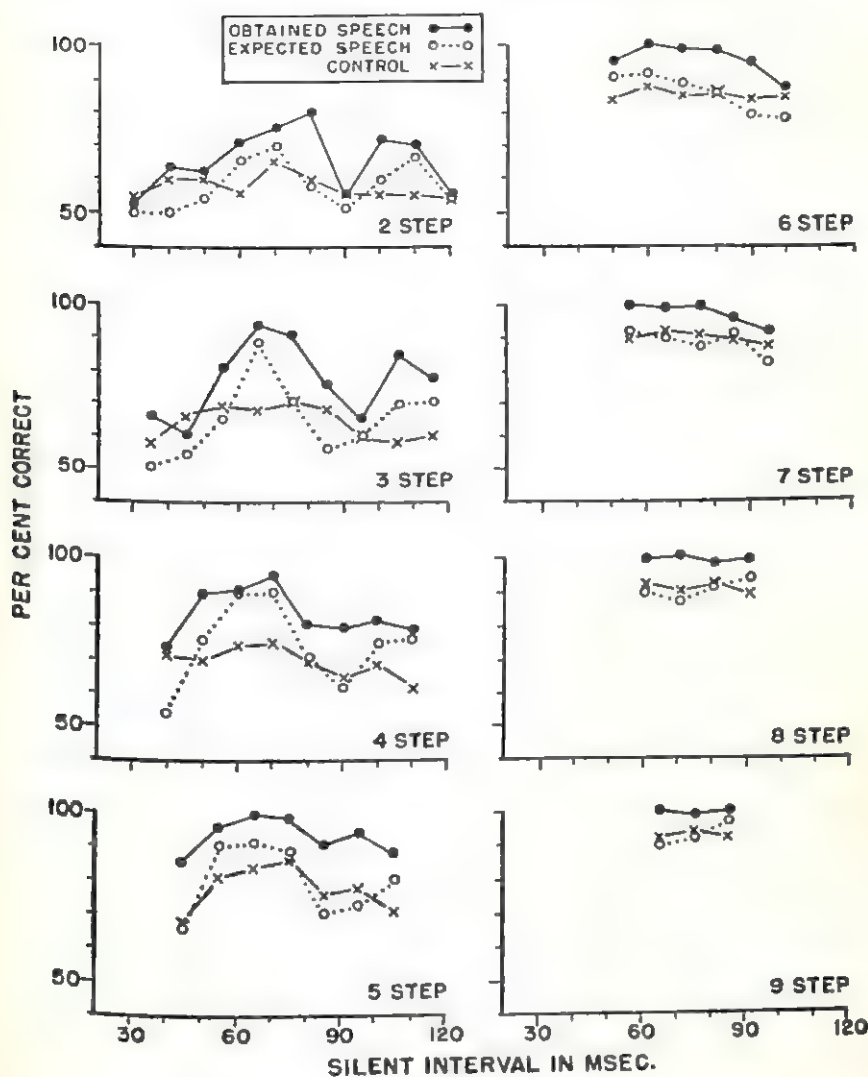 OBTAINED SPEECH
EXPECTED SPEECH
CONTROL
100
50
2 STEP
6 STEP
100
50
3 STEP
7 STEP
PER CENT CORRECT
100
50
4 STEP
8 STEP
100
50
5 STEP
9 STEP
30 60 90 120 30 60 90 120
SILENT INTERVAL IN MSEC.